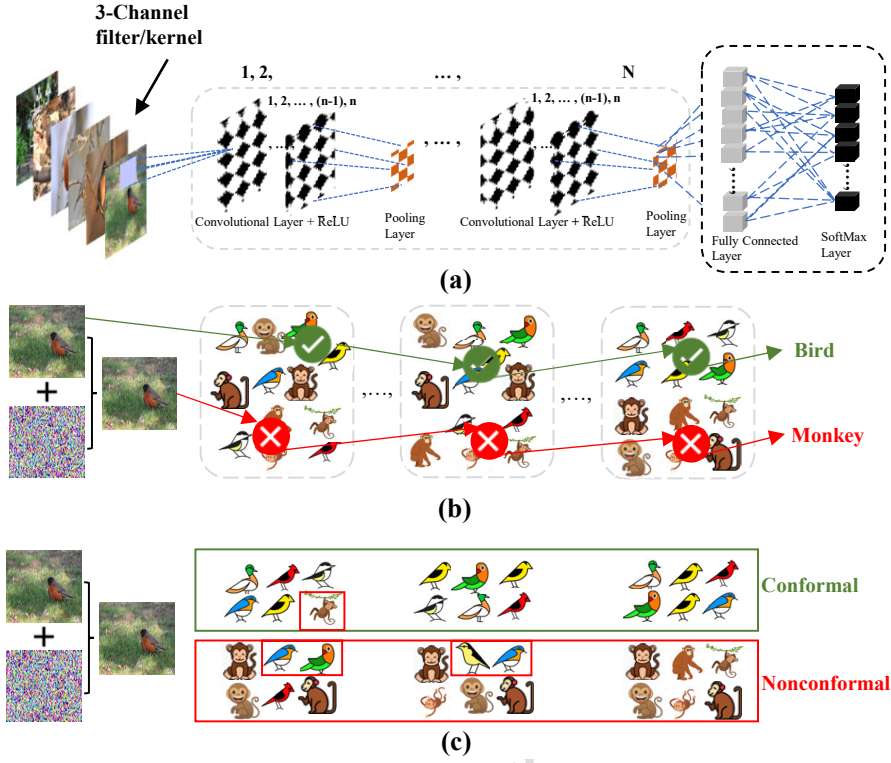 3-Channel
filter/kernel
1, 2,
... ,
N
1, 2, ... , (n-1), n
1, 2, ... , (n-1), n
, .... ,
, ... ,
, .... ,
Convolutional Layer + ReLU
Pooling
Layer
Convolutional Layer + ReLU
Pooling
Layer
Fully Connected
Layer
SoftMax
Layer
(a)
+
,...,
,...,
Bird
Monkey
(b)
+
Conformal
Nonconformal
(c)